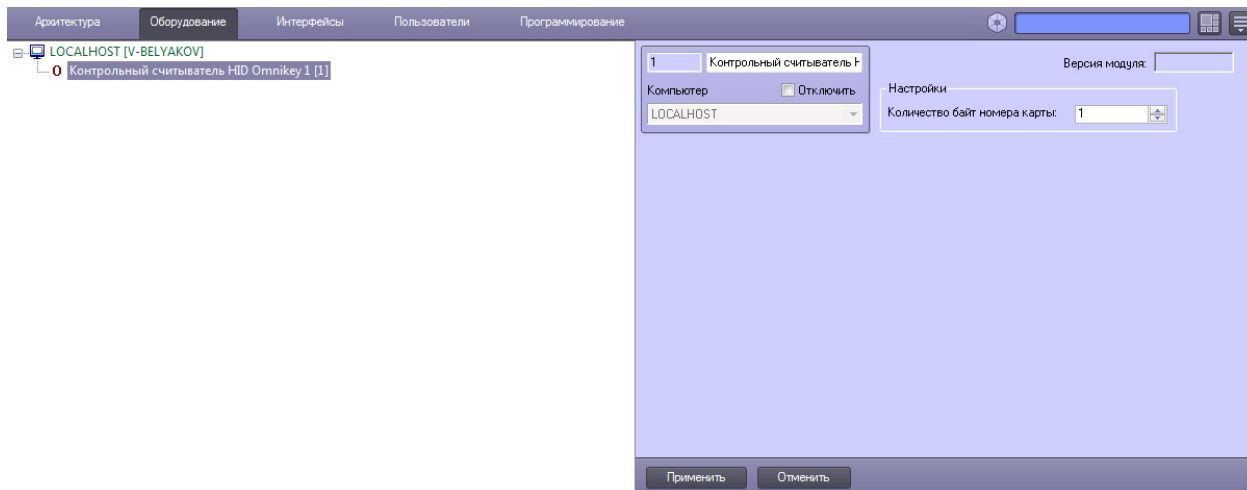 Архитектура Оборудование Интерфейсы Пользователи Программирование
LOCALHOST [V-BELYAKOV]
Контрольный считыватель HID Omnikey 1 [1]
1 Контрольный считыватель H
Компьютер Отключить
LOCALHOST
Версия модуля:
Настройки
Количество байт номера карты: 1
Применить Отменить